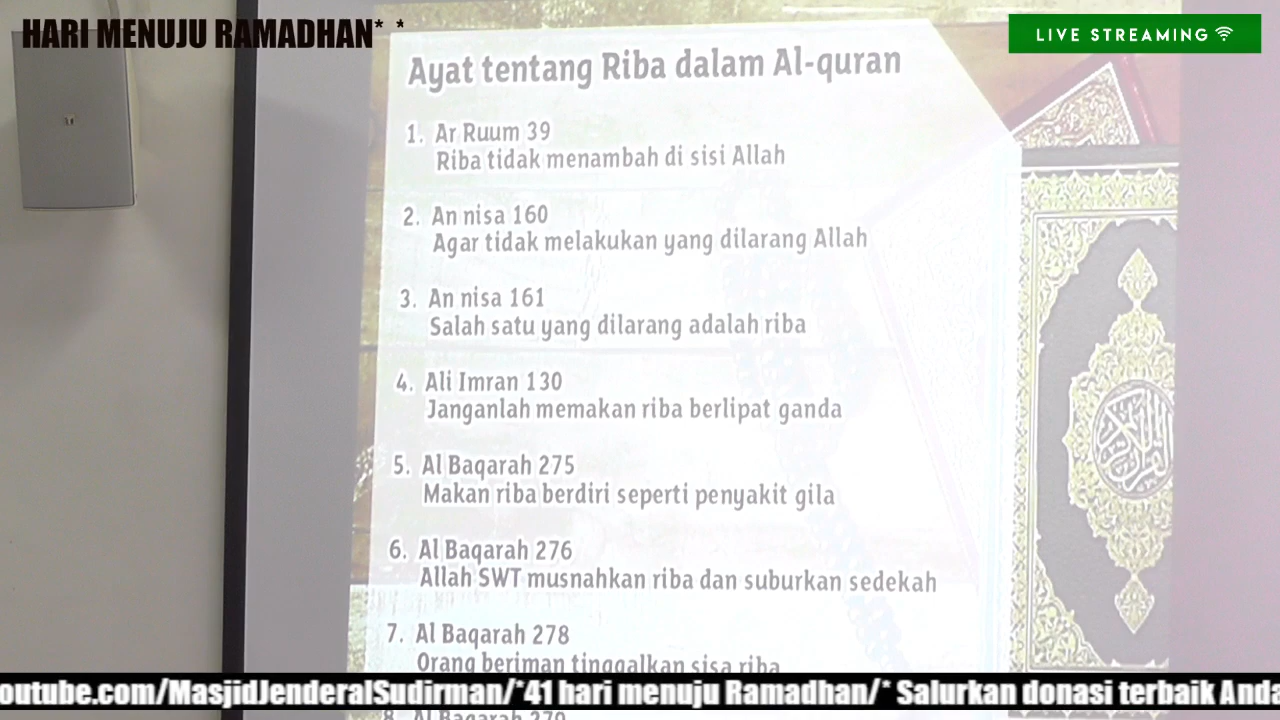 HARI MENUJU RAMADHAN* *
LIVE STREAMING
Ayat tentang Riba dalam Al-quran
1. Ar Ruum 39
Riba tidak menambah di sisi Allah
2. An nisa 160
Agar tidak melakukan yang dilarang Allah
3. An nisa 161
Salah satu yang dilarang adalah riba
4. Ali Imran 130
Janganlah memakan riba berlipat ganda
5. Al Baqarah 275
Makan riba berdiri seperti penyakit gila
6. Al Baqarah 276
Allah SWT musnahkan riba dan suburkan sedekah
7. Al Baqarah 278
Orang beriman tinggalkan sisa riba
outube.com/MasjidJenderalSudirman/*41 hari menuju Ramadhan/* Salurkan donasi terbaik Anda
8. Al Baqarah 279